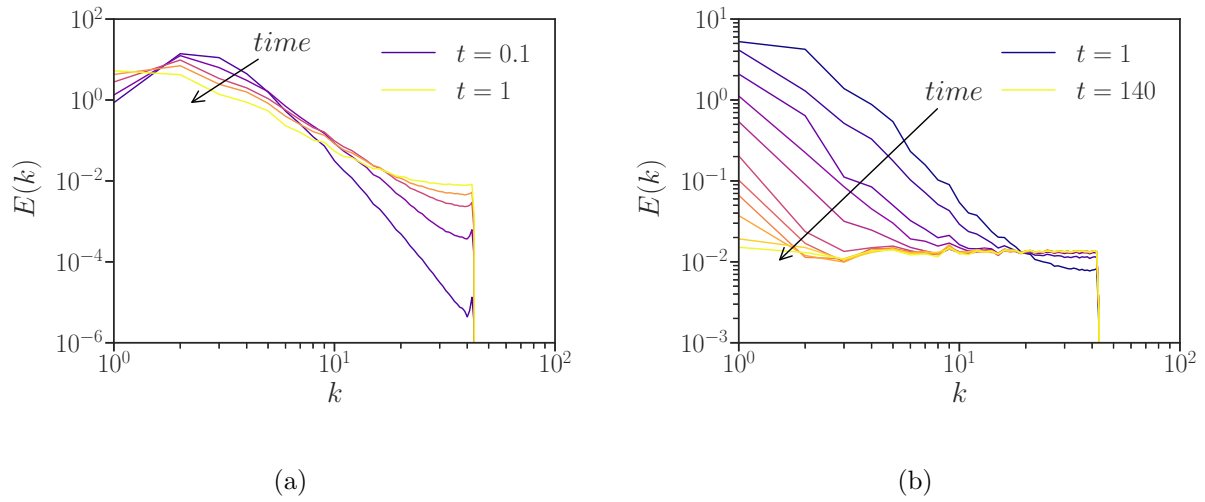 10^2
10^0
10^{-2}
10^{-4}
10^{-6}
E(k)
time
t = 0.1
t = 1
10^0
10^1
10^2
k
(a)
10^1
10^0
10^{-1}
10^{-2}
10^{-3}
E(k)
time
t = 1
t = 140
10^0
10^1
10^2
k
(b)